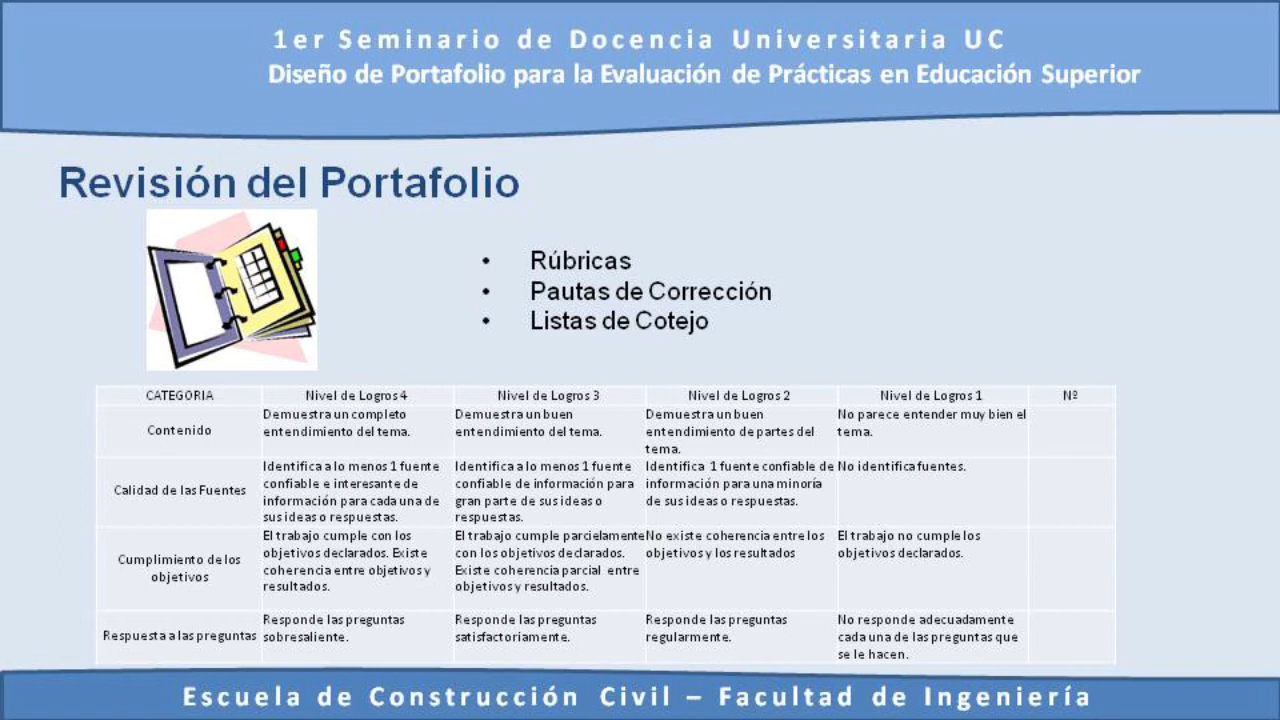 1er Seminario de Docencia Universitaria UC
Diseño de Portafolio para la Evaluación de Prácticas en Educación Superior
Revisión del Portafolio
• Rúbricas
• Pautas de Corrección
• Listas de Cotejo
CATEGORIA
Nivel de Logros 4
Nivel de Logros 3
Nivel de Logros 2
Nivel de Logros 1
Nº
Contenido
Demuestra un completo
entendimiento del tema.
Demuestra un buen
entendimiento del tema.
Demuestra un buen
entendimiento de partes del
tema.
No parece entender muy bien el
tema.
Calidad de las Fuentes
Identifica a lo menos 1 fuente
confiable e interesante de
información para cada una de
sus ideas o respuestas.
Identifica a lo menos 1 fuente
confiable de información para
gran parte de sus ideas o
respuestas.
Identifica 1 fuente confiable de
información para una minoría
de sus ideas o respuestas.
No identifica fuentes.
Cumplimiento de los
objetivos
El trabajo cumple con los
objetivos declarados. Existe
coherencia entre objetivos y
resultados.
El trabajo cumple parcielamente
con los objetivos declarados.
Existe coherencia parcial entre
objetivos y resultados.
No existe coherencia entre los
objetivos y los resultados
El trabajo no cumple los
objetivos declarados.
Respuesta a las preguntas
Responde las preguntas
sobresaliente.
Responde las preguntas
satisfactoriamente.
Responde las preguntas
regularmente.
No responde adecuadamente
cada una de las preguntas que
se le hacen.
Escuela de Construcción Civil – Facultad de Ingeniería